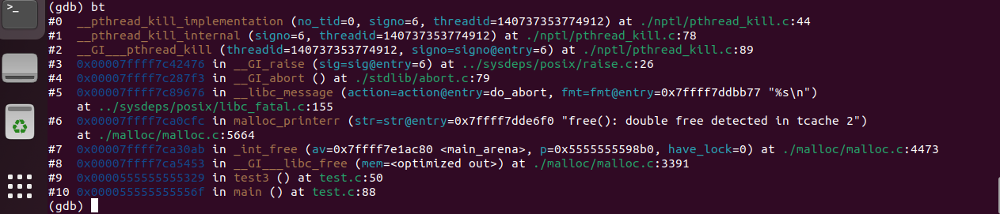 >_
(gdb) bt
#0  __pthread_kill_implementation (no_tid=0, signo=6, threadid=140737353774912) at ./nptl/pthread_kill.c:44
#1  __pthread_kill_internal (signo=6, threadid=140737353774912) at ./nptl/pthread_kill.c:78
#2  __GI___pthread_kill (threadid=140737353774912, signo=signo@entry=6) at ./nptl/pthread_kill.c:89
#3  0x00007ffff7c42476 in __GI_raise (sig=sig@entry=6) at ../sysdeps/posix/raise.c:26
#4  0x00007ffff7c287f3 in __GI_abort () at ./stdlib/abort.c:79
#5  0x00007ffff7c89676 in __libc_message (action=action@entry=do_abort, fmt=fmt@entry=0x7ffff7ddbb77 "%s\n")
at ../sysdeps/posix/libc_fatal.c:155
#6  0x00007ffff7ca0cfc in malloc_printerr (str=str@entry=0x7ffff7dde6f0 "free(): double free detected in tcache 2")
at ./malloc/malloc.c:5664
#7  0x00007ffff7ca30ab in _int_free (av=0x7ffff7e1ac80 <main_arena>, p=0x5555555598b0, have_lock=0) at ./malloc/malloc.c:4473
#8  0x00007ffff7ca5453 in __GI___libc_free (mem=<optimized out>) at ./malloc/malloc.c:3391
#9  0x0000555555555329 in test3 () at test.c:50
#10 0x000055555555556f in main () at test.c:88
(gdb)